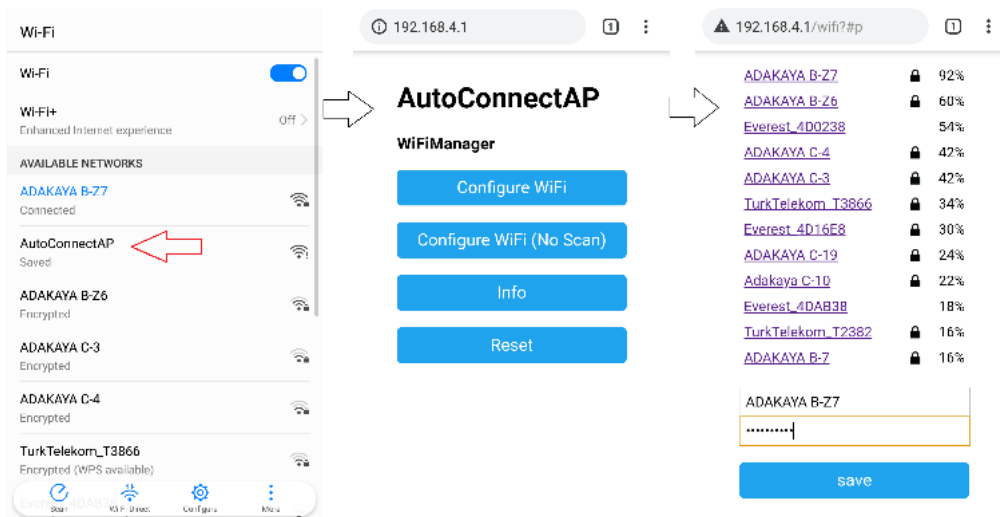 Wi-Fi
Wi-Fi
Wi-Fi+
Enhanced Internet experience
Off
AVAILABLE NETWORKS
ADAKAYA B-Z7
Connected
AutoConnectAP
Saved
ADAKAYA B-Z6
Encrypted
ADAKAYA C-3
Encrypted
ADAKAYA C-4
Encrypted
TurkTelekom_T3866
Encrypted (WPS available)
Scan
Wi-Fi Direct
Configure
More
192.168.4.1
1
AutoConnectAP
WiFiManager
Configure WiFi
Configure WiFi (No Scan)
Info
Reset
192.168.4.1/wifi?#p
1
ADAKAYA B-Z7 92%
ADAKAYA B-Z6 60%
Everest_4D0238 54%
ADAKAYA C-4 42%
ADAKAYA C-3 42%
TurkTelekom_T3866 34%
Everest_4D16E8 30%
ADAKAYA C-19 24%
Adakaya C-10 22%
Everest_4DAB38 18%
TurkTelekom_T2382 16%
ADAKAYA B-7 16%
ADAKAYA B-Z7
save